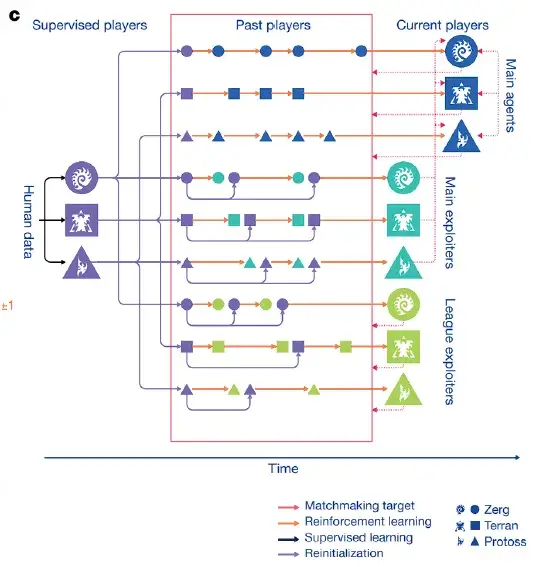 c
Supervised players
Past players
Current players
Main agents
Human data
Main exploiters
±1
League exploiters
Time
Matchmaking target
Reinforcement learning
Supervised learning
Reinitialization
Zerg
Terran
Protoss